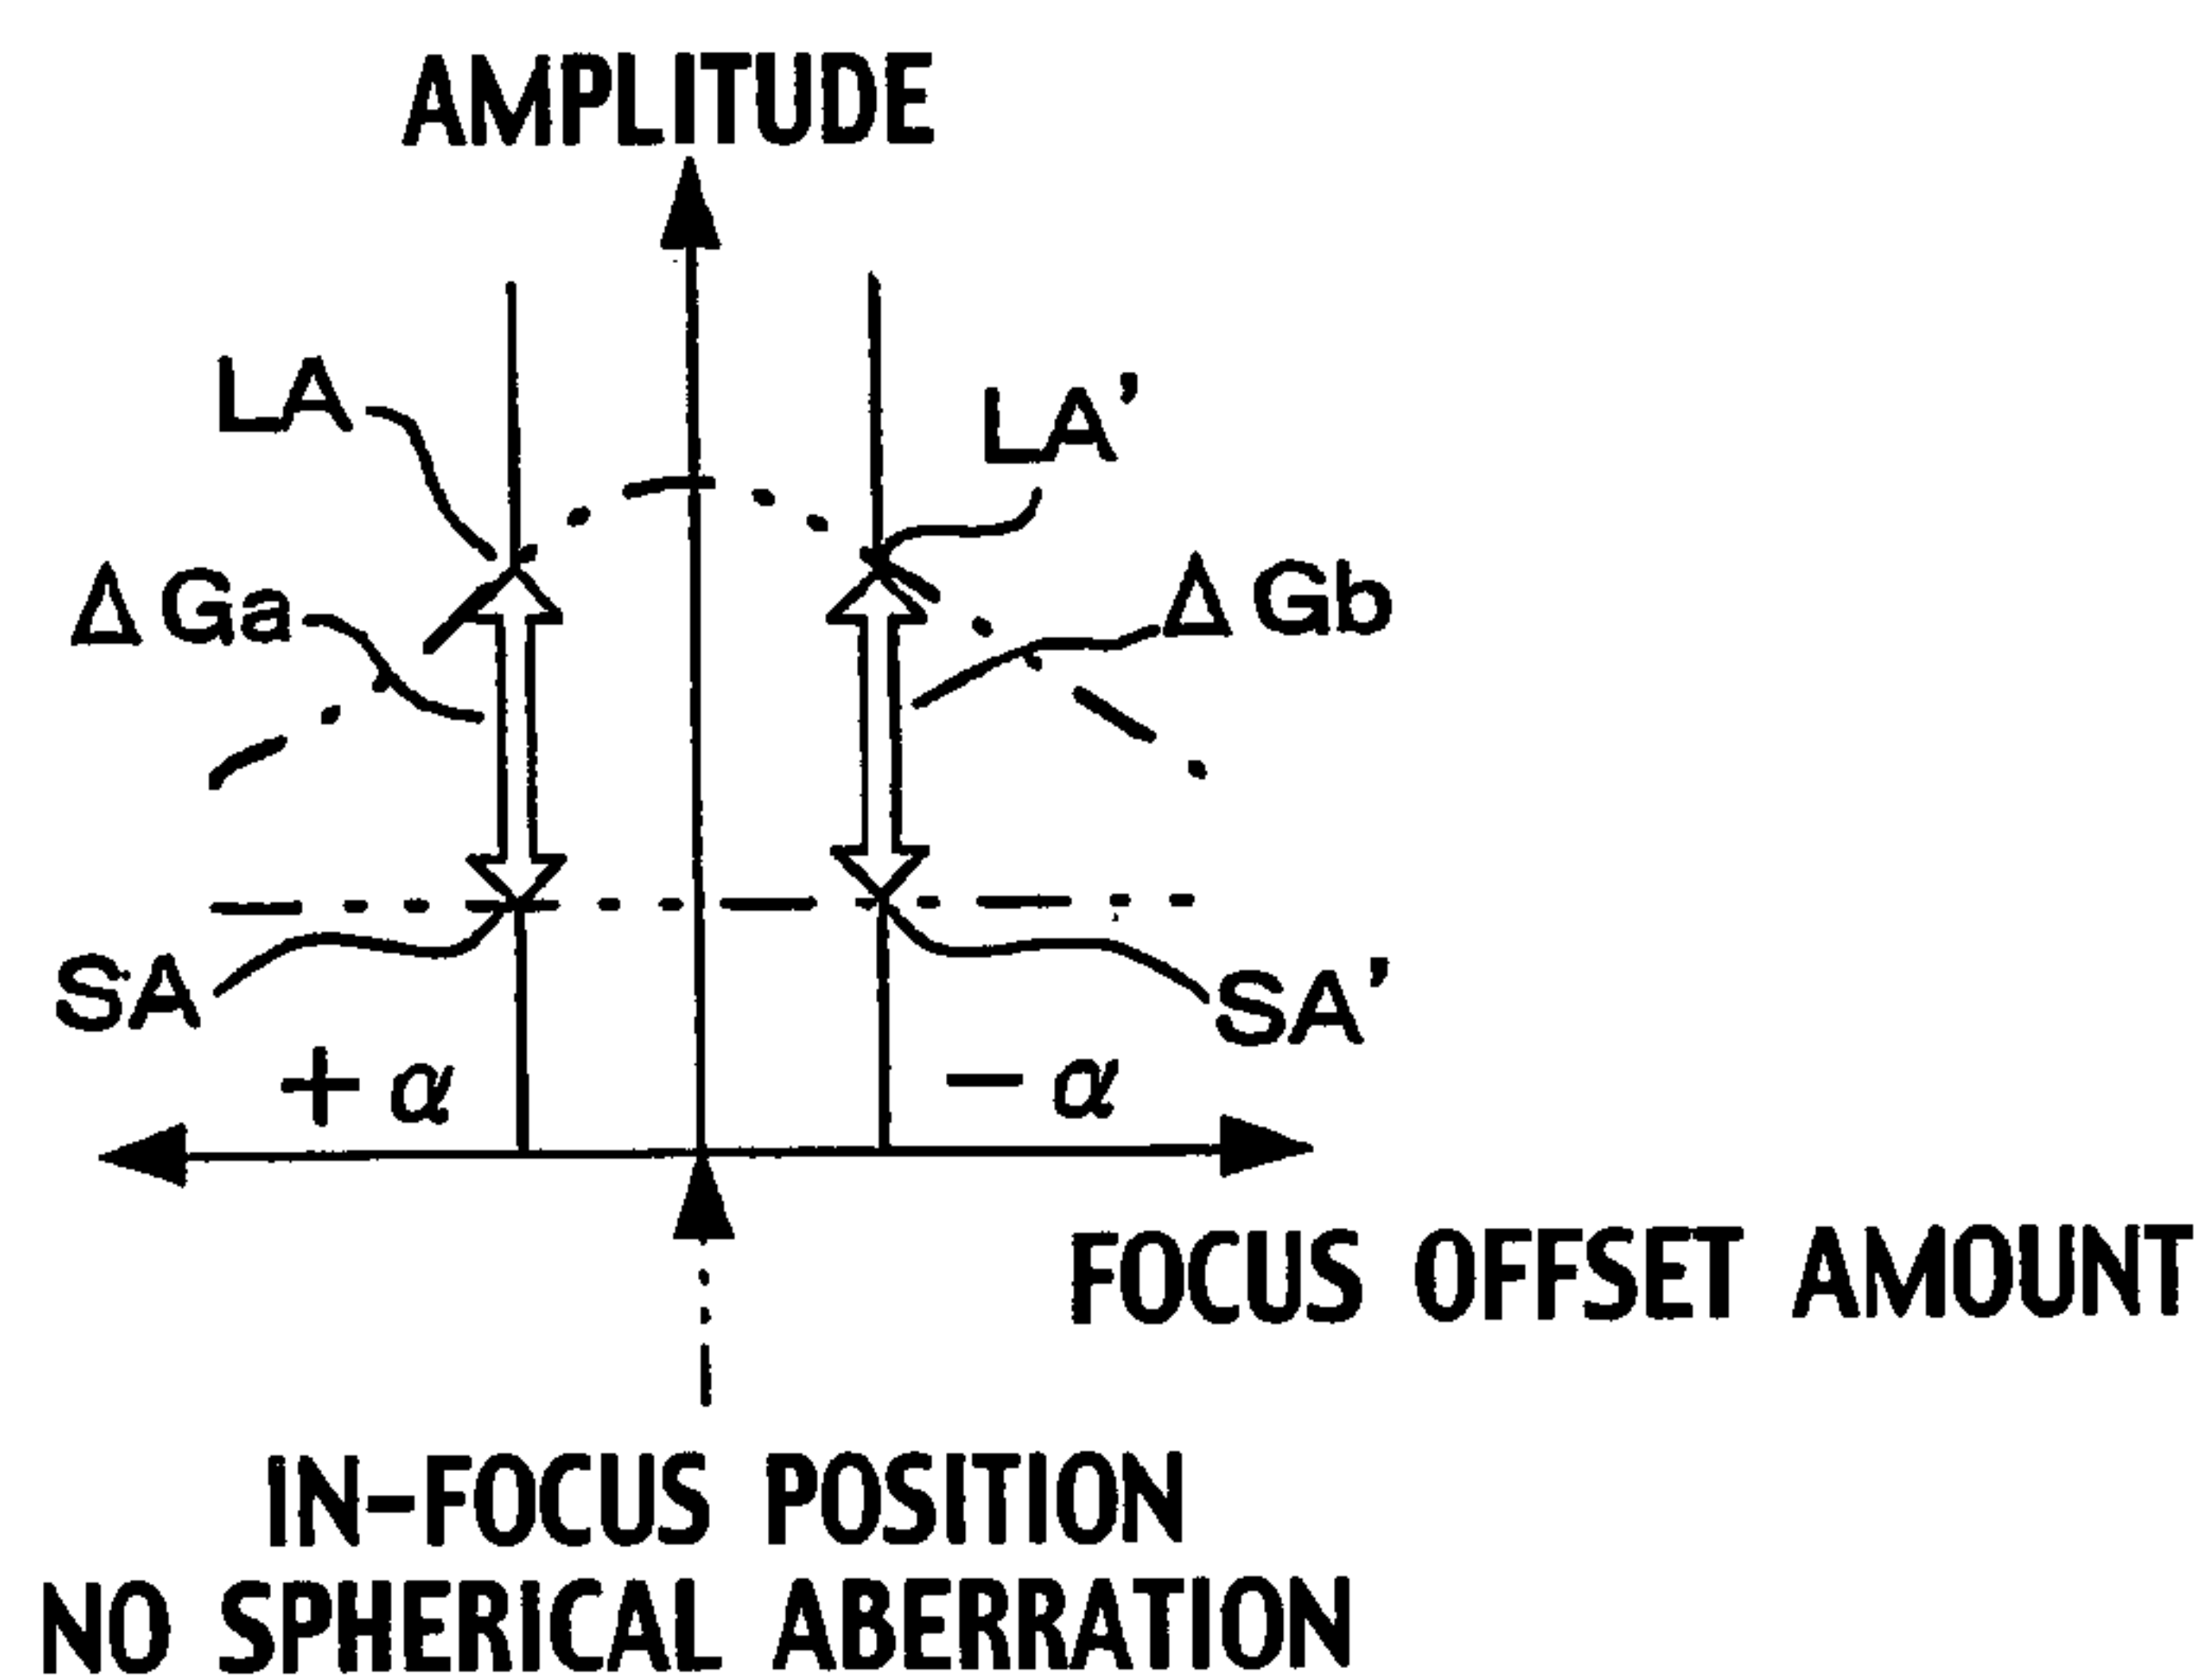 AMPLITUDE
LA
LA'
ΔGa
ΔGb
SA
SA'
+α
−α
FOCUS OFFSET AMOUNT
IN-FOCUS POSITION
NO SPHERICAL ABERRATION